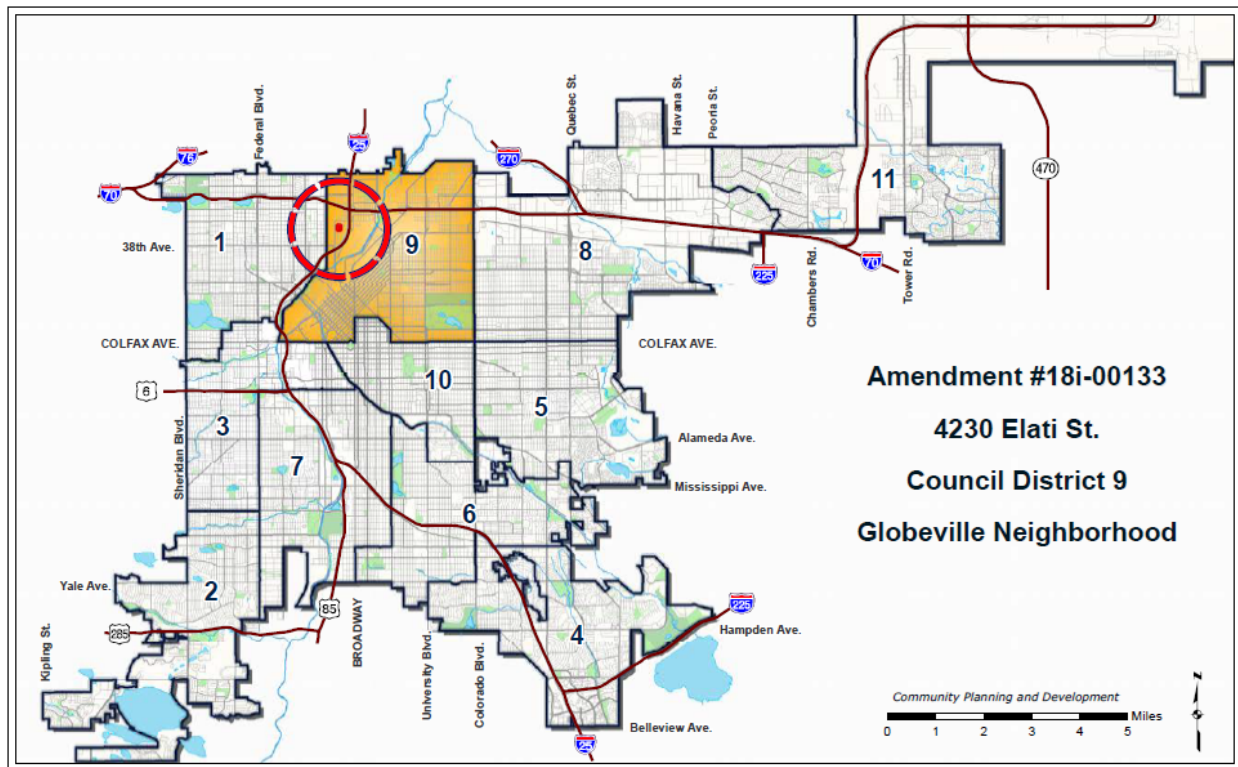 Federal Blvd.
Quebec St.
Havana St.
Peoria St.
76
25
270
70
470
11
38th Ave.
1
9
8
225
70
Chambers Rd.
Tower Rd.
COLFAX AVE.
COLFAX AVE.
6
10
5
3
Sheridan Blvd.
7
Alameda Ave.
Mississippi Ave.
6
Amendment #18i-00133
4230 Elati St.
Council District 9
Globeville Neighborhood
Yale Ave.
2
85
BROADWAY
285
225
Hampden Ave.
4
Kipling St.
University Blvd.
Colorado Blvd.
Belleview Ave.
25
Community Planning and Development
Miles
0 1 2 3 4 5
N